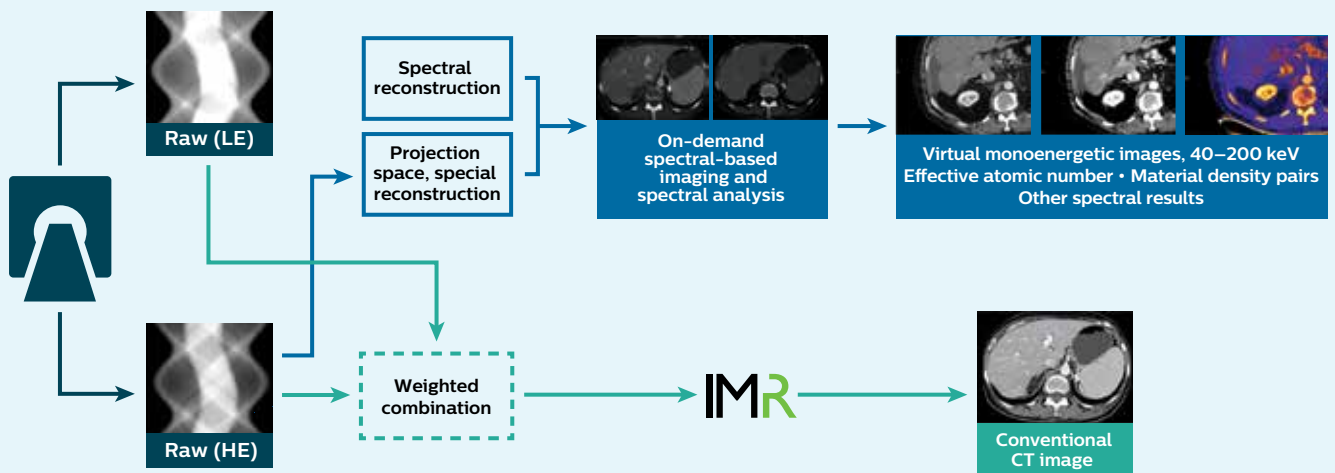 Raw (LE)
Spectral
reconstruction
Projection
space, special
reconstruction
On-demand
spectral-based
imaging and
spectral analysis
Virtual monoenergetic images, 40–200 keV
Effective atomic number • Material density pairs
Other spectral results
Raw (HE)
Weighted
combination
IMR
Conventional
CT image